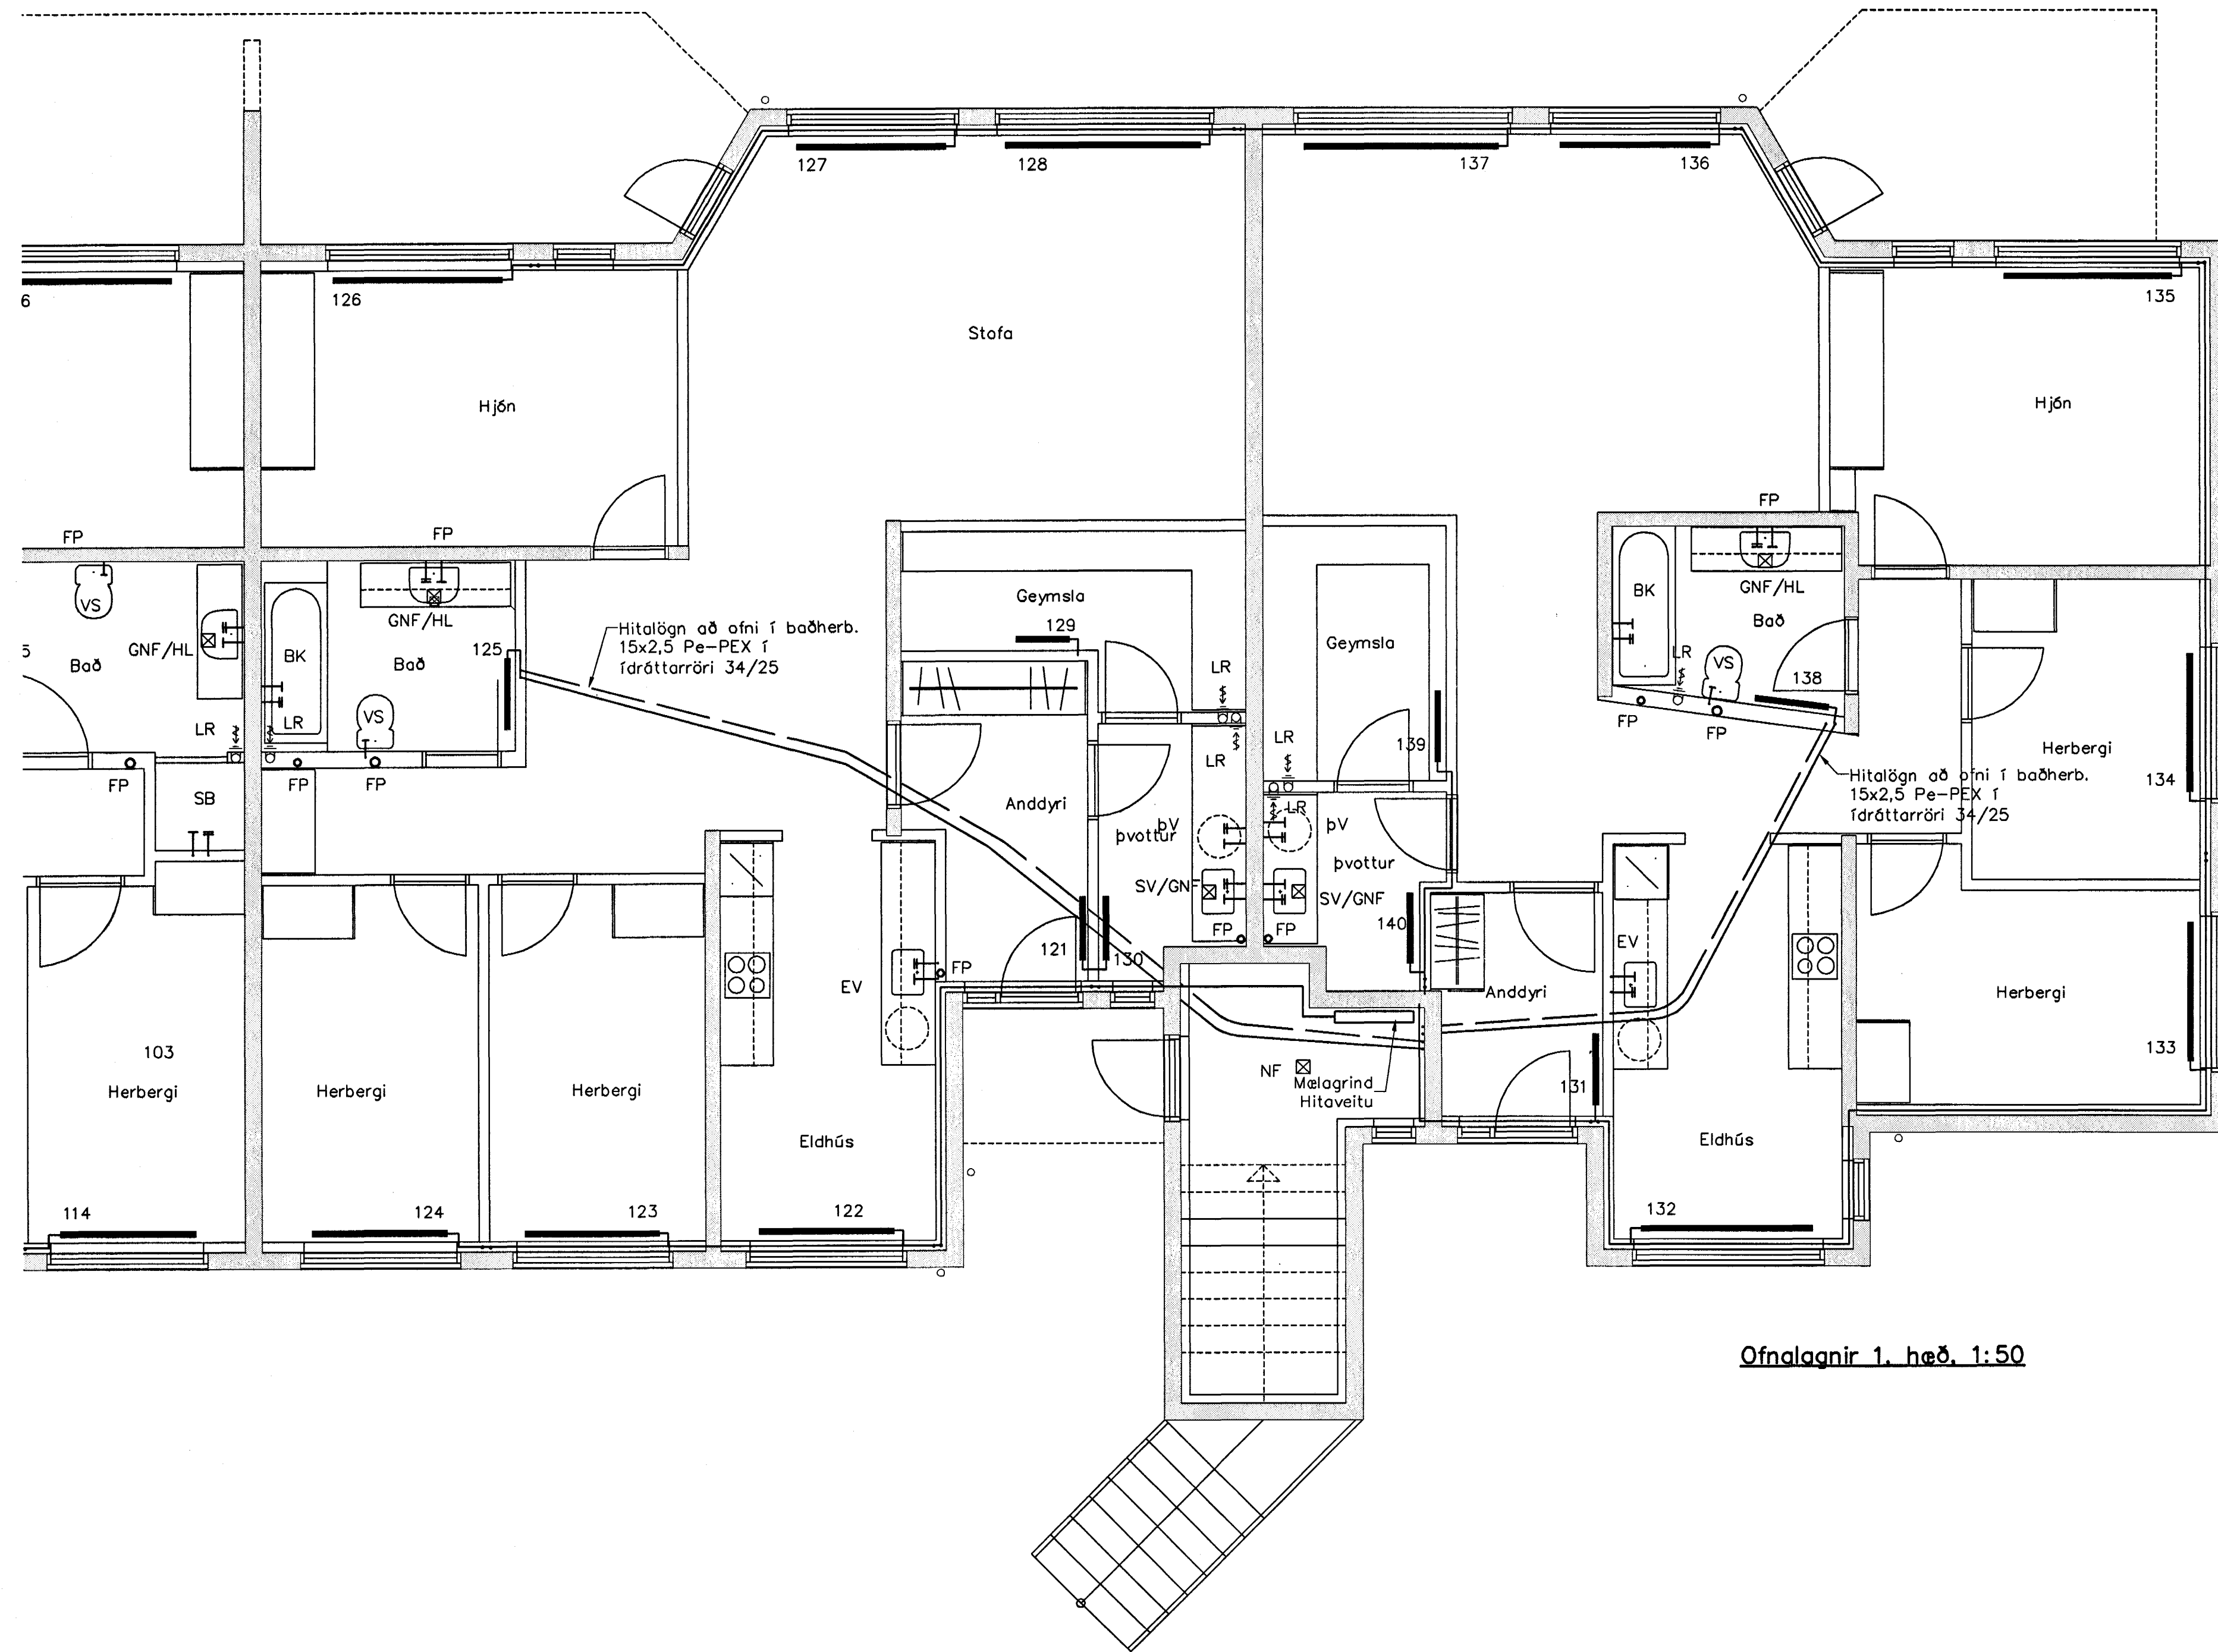 127
128
137
136
6
126
135
Stofa
Hjón
Hjón
FP
FP
FP
VS
GNF/HL
Bað
5
LR
LR
BK
GNF/HL
Bað
VS
125
Hitalögn að ofni í baðherb.
15x2,5 Pe-PEX í
ídráttarröri 34/25
Geymsla
129
LR
LR
Geymsla
139
LR
LR
BK
GNF/HL
Bað
LR
VS
138
FP
FP
Herbergi
134
Hitalögn að ofni í baðherb.
15x2,5 Pe-PEX í
ídráttarröri 34/25
FP
SB
FP
FP
Anddyri
þV
þvottur
þV
þvottur
SV/GNF
SV/GNF
FP
FP
140
121
130
FP
EV
EV
Anddyri
Herbergi
133
131
NF
Mælagrind
Hitaveitu
103
Herbergi
Herbergi
Herbergi
Eldhús
Eldhús
114
124
123
122
132
Ofnalagnir 1. hæð. 1:50